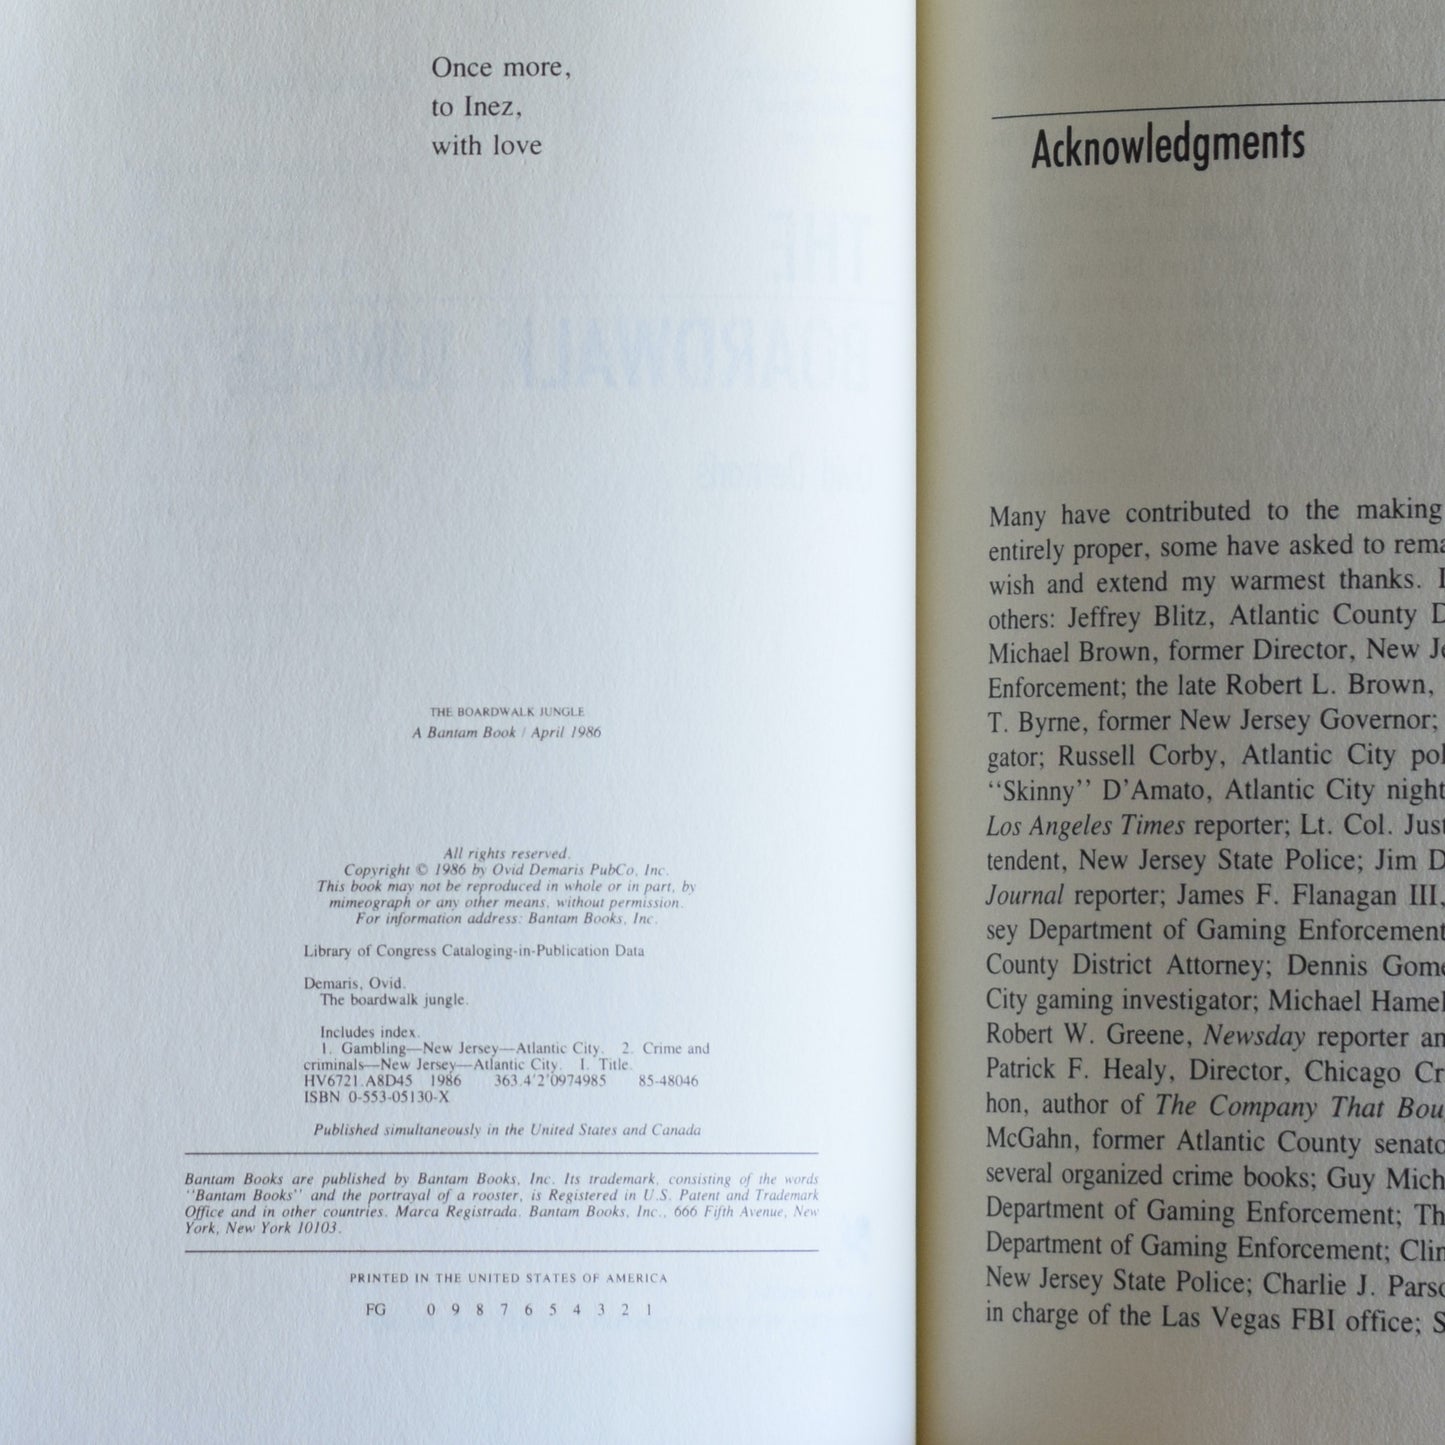 Once more,
to Inez,
with love
THE BOARDWALK JUNGLE
A Bantam Book / April 1986
All rights reserved.
Copyright © 1986 by Ovid Demaris PubCo, Inc.
This book may not be reproduced in whole or in part, by
mimeograph or any other means, without permission.
For information address: Bantam Books, Inc.
Library of Congress Cataloging-in-Publication Data
Demaris, Ovid.
The boardwalk jungle.
Includes index.
1. Gambling—New Jersey—Atlantic City. 2. Crime and
criminals—New Jersey—Atlantic City. I. Title.
HV6721.A8D45 1986 363.4'2'0974985 85-48046
ISBN 0-553-05130-X
Published simultaneously in the United States and Canada
Bantam Books are published by Bantam Books, Inc. Its trademark, consisting of the words
"Bantam Books" and the portrayal of a rooster, is Registered in U.S. Patent and Trademark
Office and in other countries. Marca Registrada. Bantam Books, Inc., 666 Fifth Avenue, New
York, New York 10103.
PRINTED IN THE UNITED STATES OF AMERICA
FG 0 9 8 7 6 5 4 3 2 1
Acknowledgments
Many have contributed to the making
entirely proper, some have asked to rema
wish and extend my warmest thanks. I
others: Jeffrey Blitz, Atlantic County D
Michael Brown, former Director, New Je
Enforcement; the late Robert L. Brown,
T. Byrne, former New Jersey Governor;
gator; Russell Corby, Atlantic City pol
"Skinny" D'Amato, Atlantic City night
Los Angeles Times reporter; Lt. Col. Just
tendent, New Jersey State Police; Jim D
Journal reporter; James F. Flanagan III,
sey Department of Gaming Enforcement
County District Attorney; Dennis Gome
City gaming investigator; Michael Hamel
Robert W. Greene, Newsday reporter an
Patrick F. Healy, Director, Chicago Cr
hon, author of The Company That Bou
McGahn, former Atlantic County senato
several organized crime books; Guy Mich
Department of Gaming Enforcement; Th
Department of Gaming Enforcement; Clin
New Jersey State Police; Charlie J. Parso
in charge of the Las Vegas FBI office; S